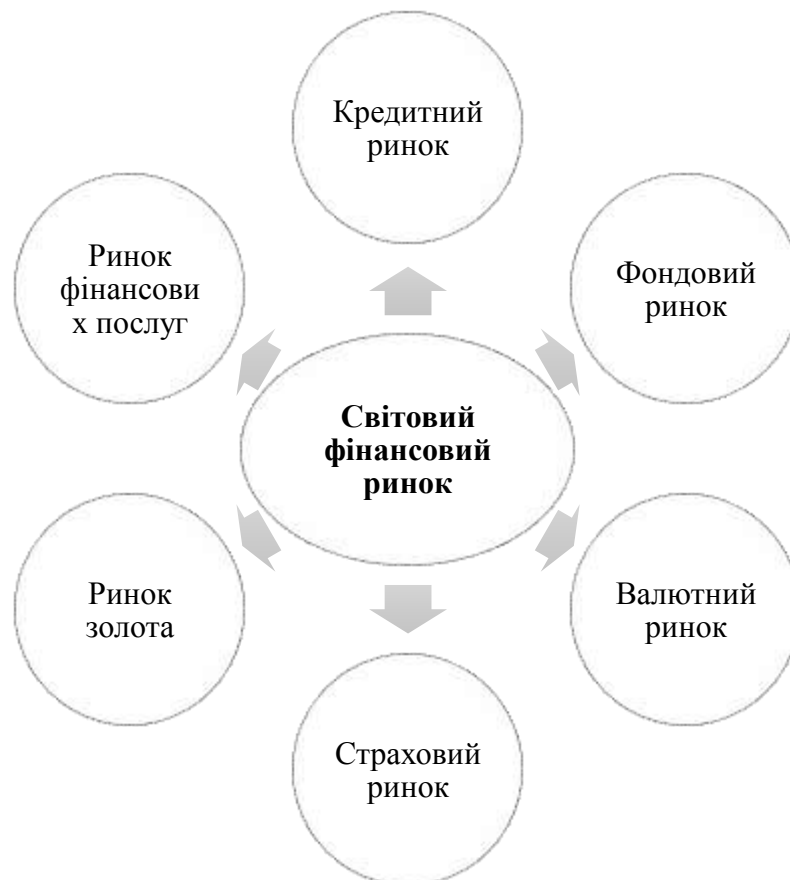 Кредитний
ринок
Ринок
фінансови
х послуг
Фондовий
ринок
Світовий
фінансовий
ринок
Ринок
золота
Валютний
ринок
Страховий
ринок